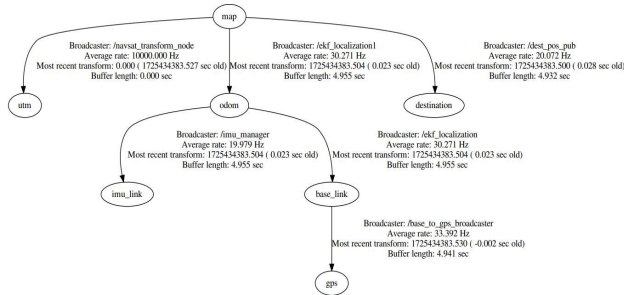 map
Broadcaster: /navsat_transform_node
Average rate: 10000.000 Hz
Most recent transform: 0.000 ( 1725434383.527 sec old)
Buffer length: 0.000 sec
Broadcaster: /ekf_localization1
Average rate: 30.271 Hz
Most recent transform: 1725434383.504 ( 0.023 sec old)
Buffer length: 4.955 sec
Broadcaster: /dest_pos_pub
Average rate: 20.072 Hz
Most recent transform: 1725434383.500 ( 0.028 sec old)
Buffer length: 4.932 sec
utm
odom
destination
Broadcaster: /imu_manager
Average rate: 19.979 Hz
Most recent transform: 1725434383.504 ( 0.023 sec old)
Buffer length: 4.955 sec
Broadcaster: /ekf_localization
Average rate: 30.271 Hz
Most recent transform: 1725434383.504 ( 0.023 sec old)
Buffer length: 4.955 sec
imu_link
base_link
Broadcaster: /base_to_gps_broadcaster
Average rate: 33.392 Hz
Most recent transform: 1725434383.530 ( -0.002 sec old)
Buffer length: 4.941 sec
gps